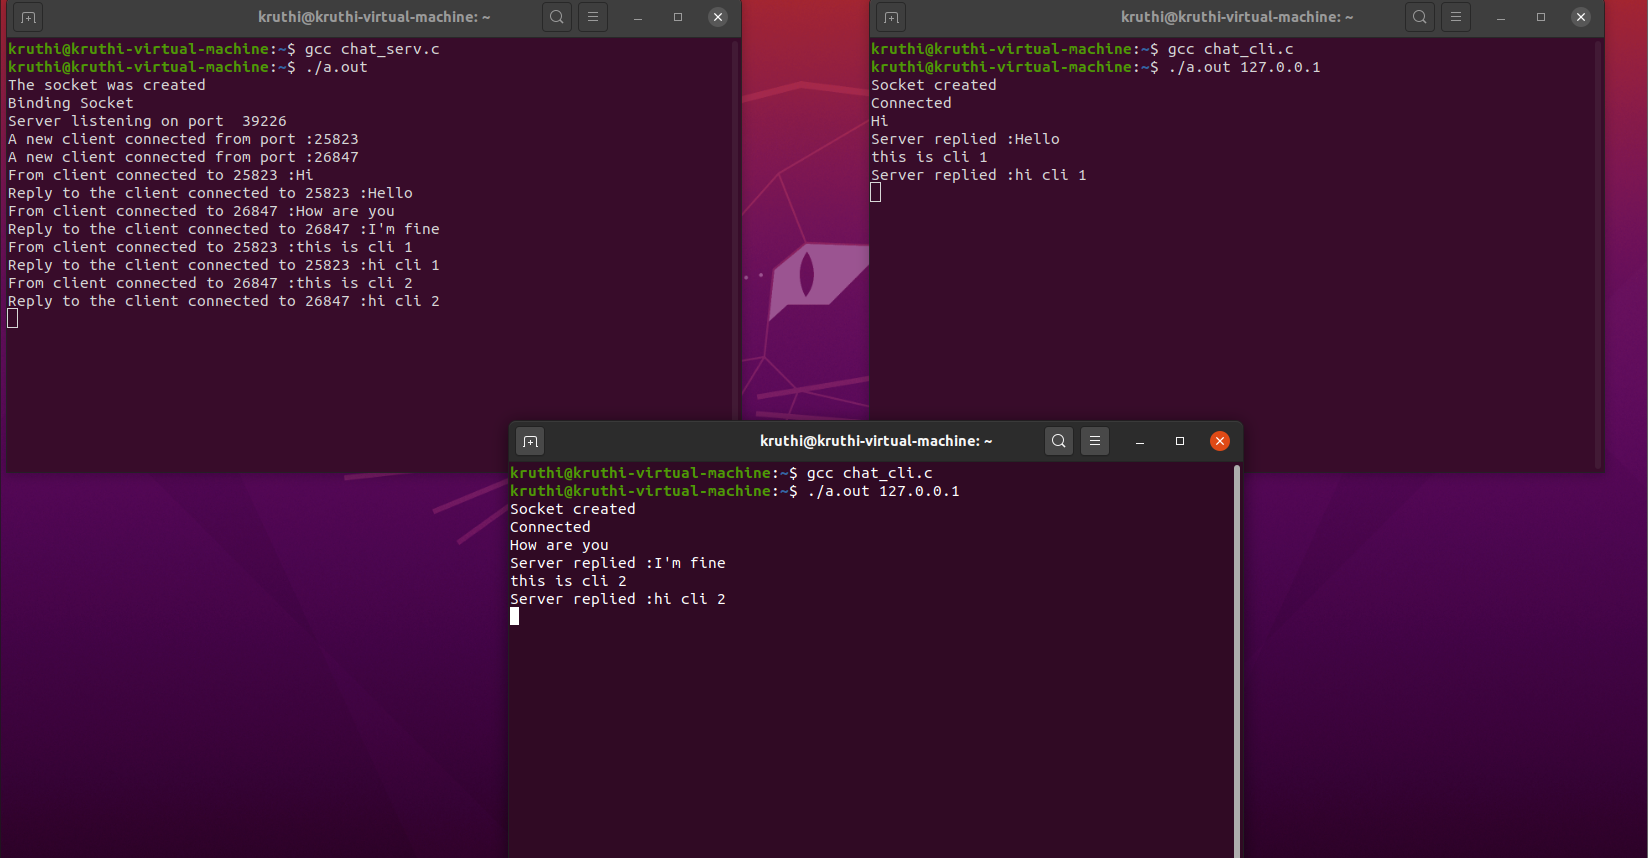 kruthi@kruthi-virtual-machine: ~
kruthi@kruthi-virtual-machine:~$ gcc chat_serv.c
kruthi@kruthi-virtual-machine:~$ ./a.out
The socket was created
Binding Socket
Server listening on port  39226
A new client connected from port :25823
A new client connected from port :26847
From client connected to 25823 :Hi
Reply to the client connected to 25823 :Hello
From client connected to 26847 :How are you
Reply to the client connected to 26847 :I'm fine
From client connected to 25823 :this is cli 1
Reply to the client connected to 25823 :hi cli 1
From client connected to 26847 :this is cli 2
Reply to the client connected to 26847 :hi cli 2
kruthi@kruthi-virtual-machine: ~
kruthi@kruthi-virtual-machine:~$ gcc chat_cli.c
kruthi@kruthi-virtual-machine:~$ ./a.out 127.0.0.1
Socket created
Connected
Hi
Server replied :Hello
this is cli 1
Server replied :hi cli 1
kruthi@kruthi-virtual-machine: ~
kruthi@kruthi-virtual-machine:~$ gcc chat_cli.c
kruthi@kruthi-virtual-machine:~$ ./a.out 127.0.0.1
Socket created
Connected
How are you
Server replied :I'm fine
this is cli 2
Server replied :hi cli 2